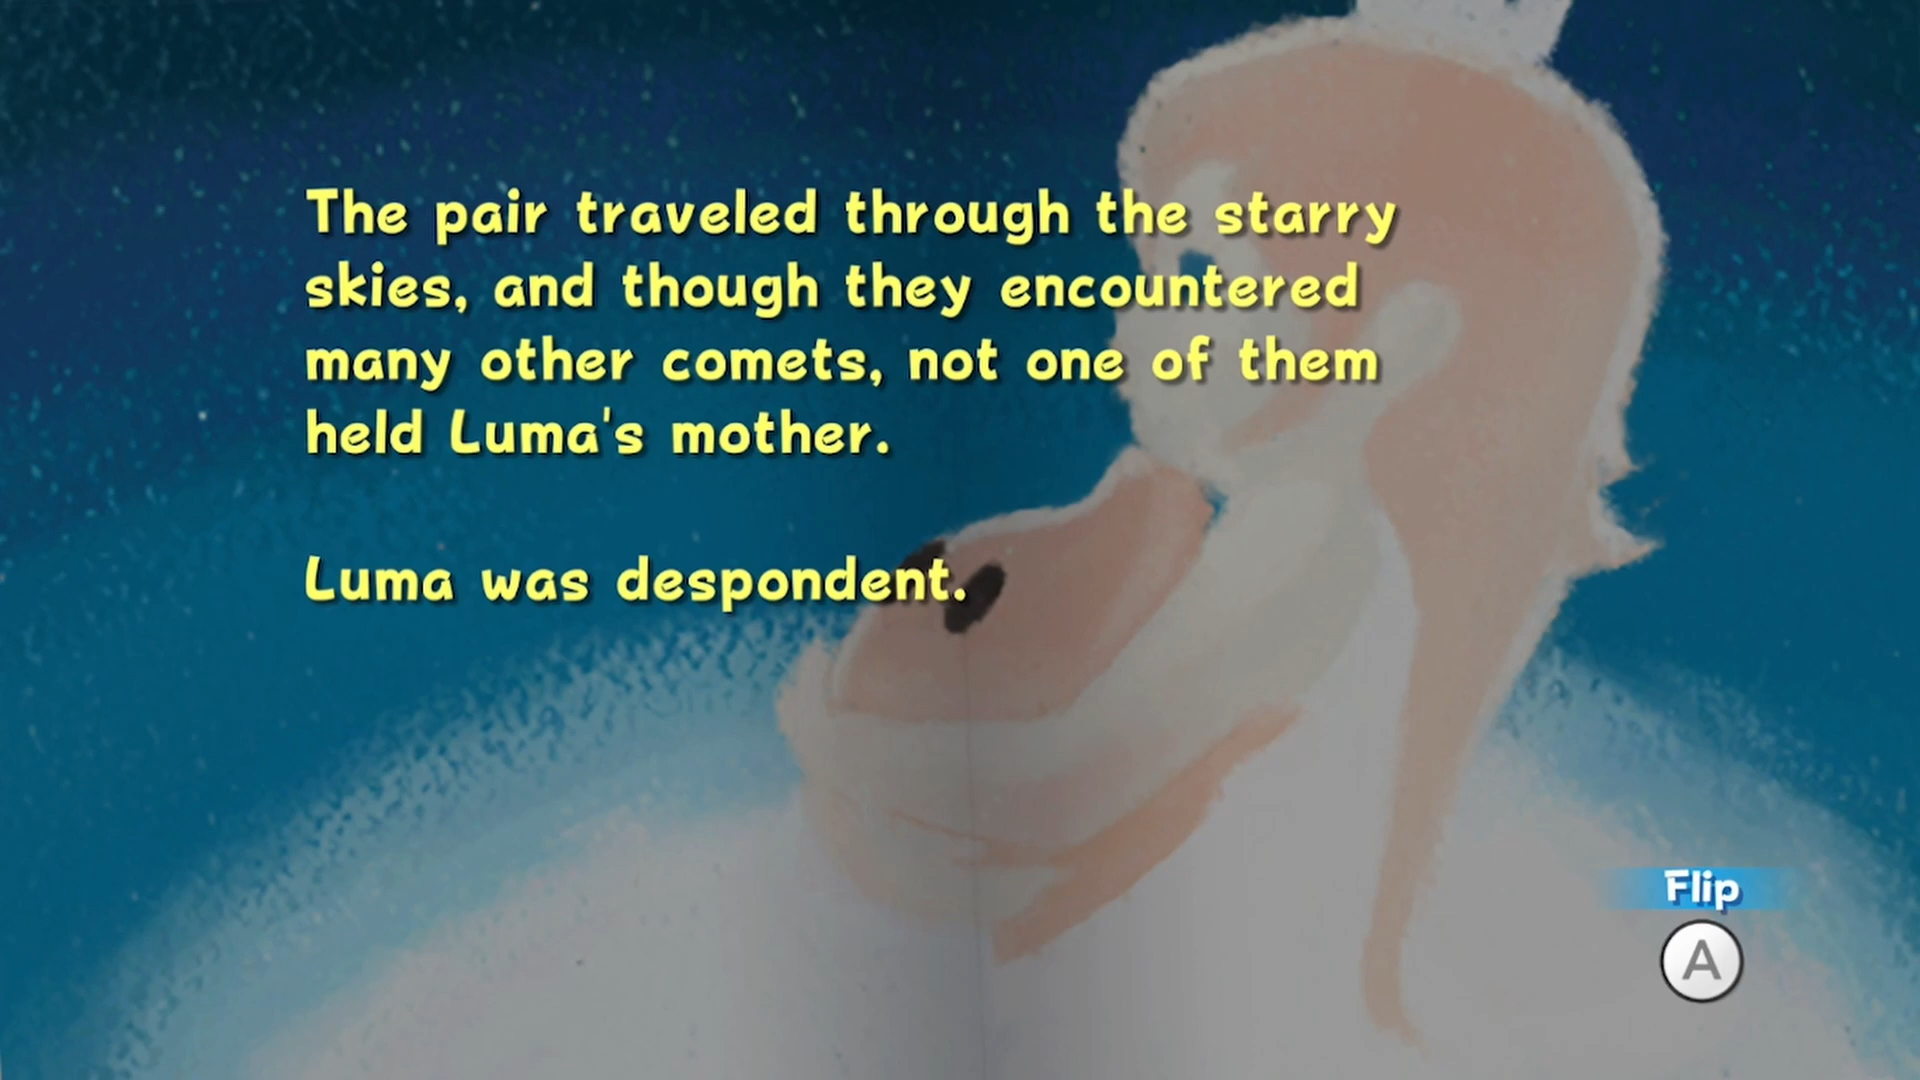 The pair traveled through the starry
skies, and though they encountered
many other comets, not one of them
held Luma's mother.
Luma was despondent.
Flip
A